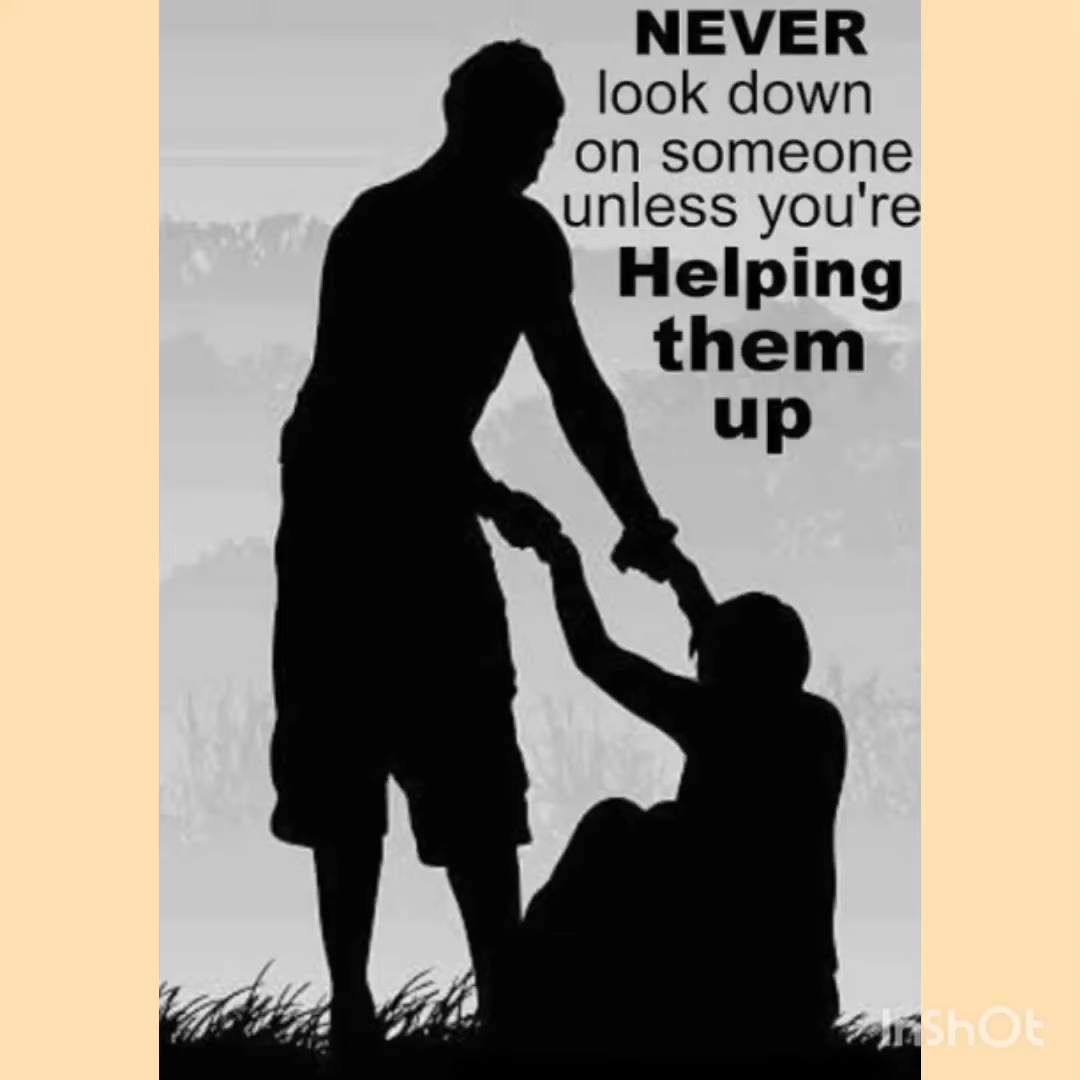 NEVER
look down
on someone
unless you're
Helping
them
up
InShOt